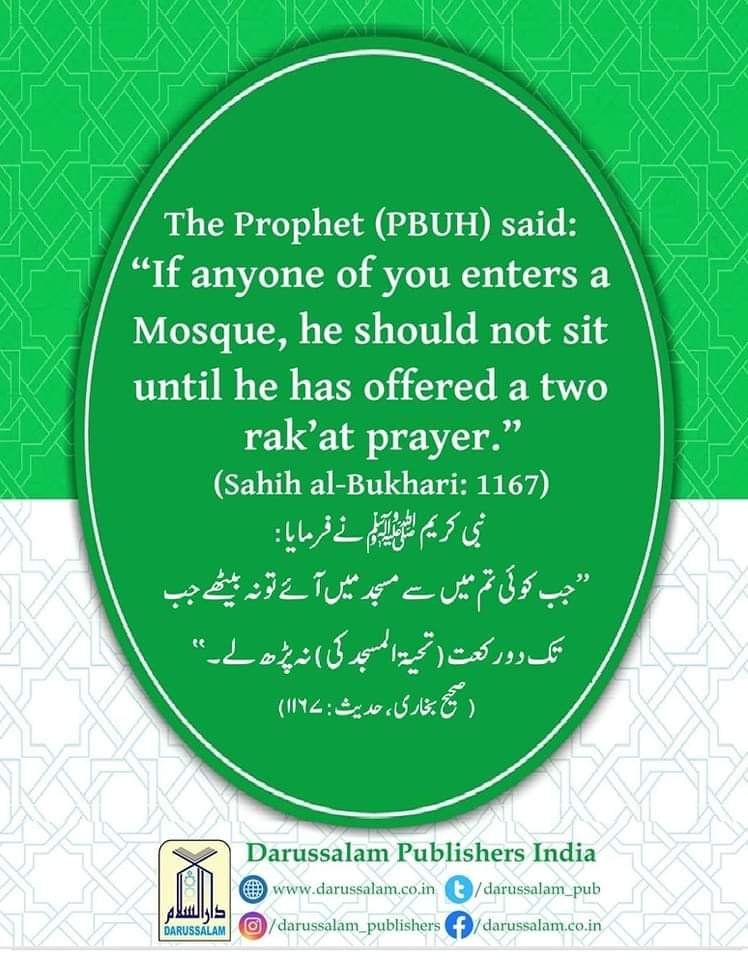 The Prophet (PBUH) said:
“If anyone of you enters a
Mosque, he should not sit
until he has offered a two
rak’at prayer.”
(Sahih al-Bukhari: 1167)
نبی کریم ﷺ نے فرمایا:
”جب کوئی تم میں سے مسجد میں آئے تو نہ بیٹھے جب
تک دو رکعت (تحیۃ المسجد کی) نہ پڑھ لے۔“
(صحیح بخاری، حدیث: ۱۱۶۷)
Darussalam Publishers India
www.darussalam.co.in /darussalam_pub
/darussalam_publishers /darussalam.co.in
دارالسلام
DARUSSALAM